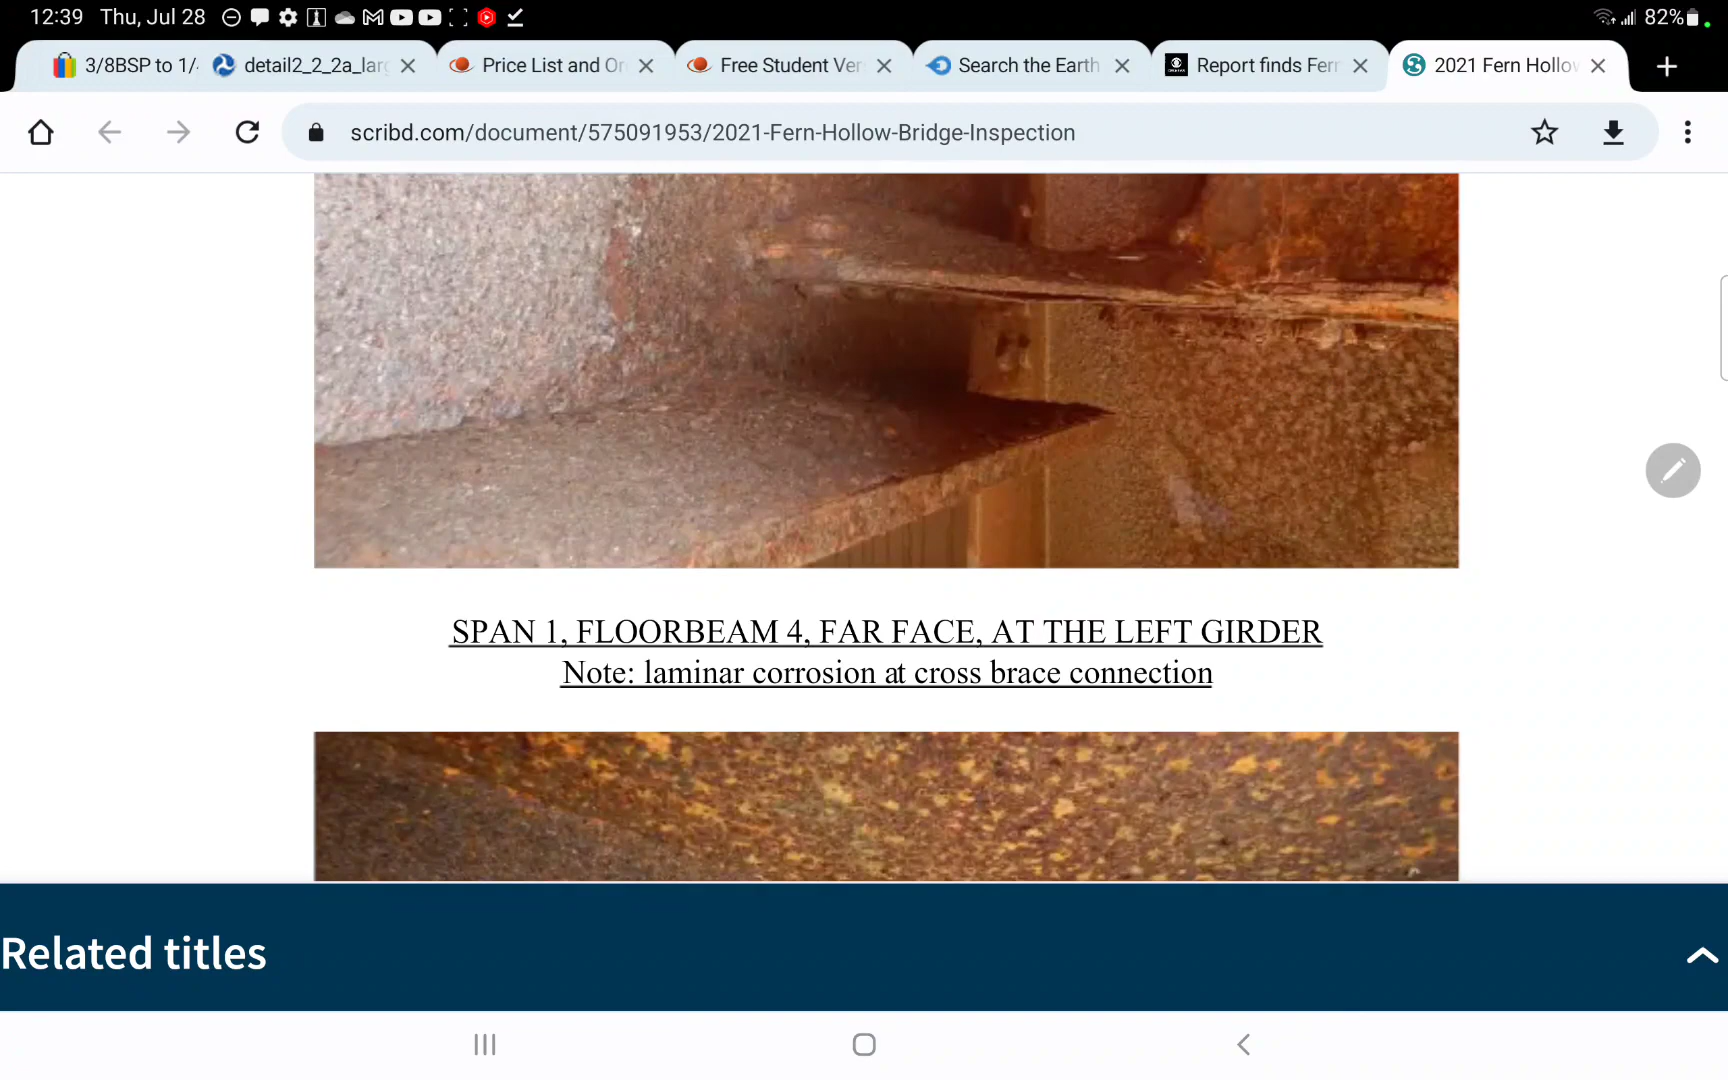 12:39 Thu, Jul 28
82%
3/8BSP to 1/
detail2_2_2a_lar
Price List and Or
Free Student Ver
Search the Earth
Report finds Fern
2021 Fern Hollow
scribd.com/document/575091953/2021-Fern-Hollow-Bridge-Inspection
SPAN 1, FLOORBEAM 4, FAR FACE, AT THE LEFT GIRDER
Note: laminar corrosion at cross brace connection
Related titles